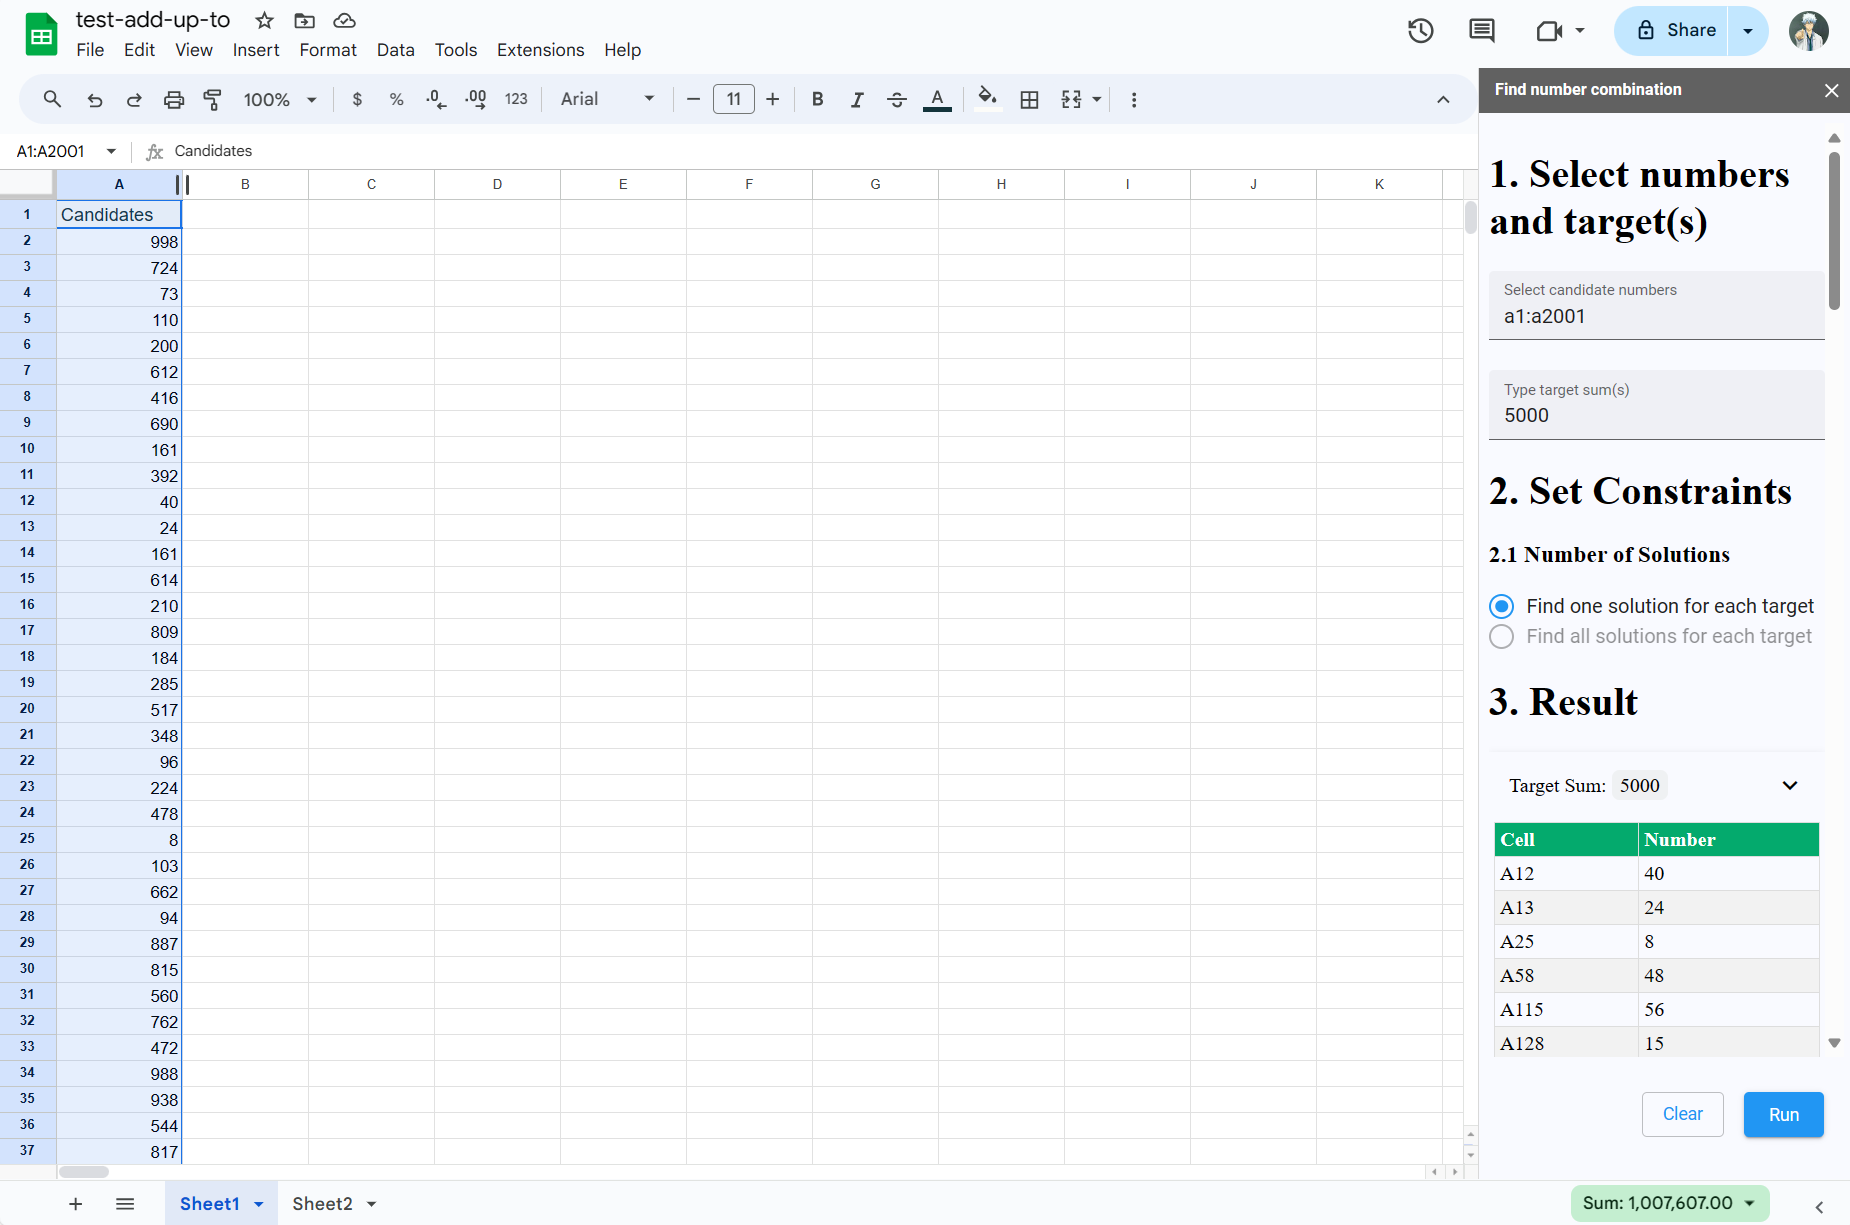 test-add-up-to
File Edit View Insert Format Data Tools Extensions Help
Share
100% $ % .0 .00 123 Arial 11 B I A
A1:A2001 fx Candidates
A B C D E F G H I J K
1 Candidates
2 998
3 724
4 73
5 110
6 200
7 612
8 416
9 690
10 161
11 392
12 40
13 24
14 161
15 614
16 210
17 809
18 184
19 285
20 517
21 348
22 96
23 224
24 478
25 8
26 103
27 662
28 94
29 887
30 815
31 560
32 762
33 472
34 988
35 938
36 544
37 817
Sheet1 Sheet2
Sum: 1,007,607.00
Find number combination
1. Select numbers
and target(s)
Select candidate numbers
a1:a2001
Type target sum(s)
5000
2. Set Constraints
2.1 Number of Solutions
Find one solution for each target
Find all solutions for each target
3. Result
Target Sum: 5000
Cell Number
A12 40
A13 24
A25 8
A58 48
A115 56
A128 15
Clear Run